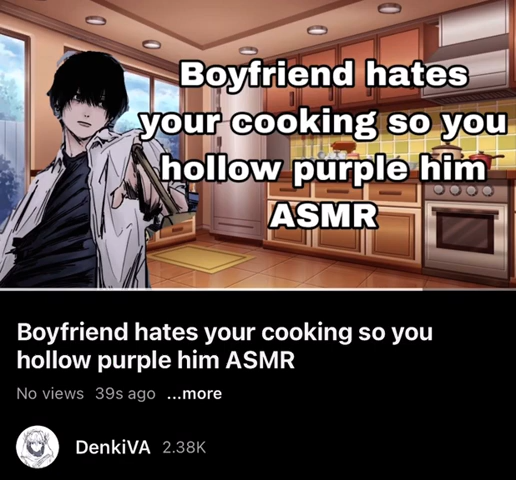 Boyfriend hates
your cooking so you
hollow purple him
ASMR
Boyfriend hates your cooking so you
hollow purple him ASMR
No views 39s ago ...more
DenkiVA 2.38K